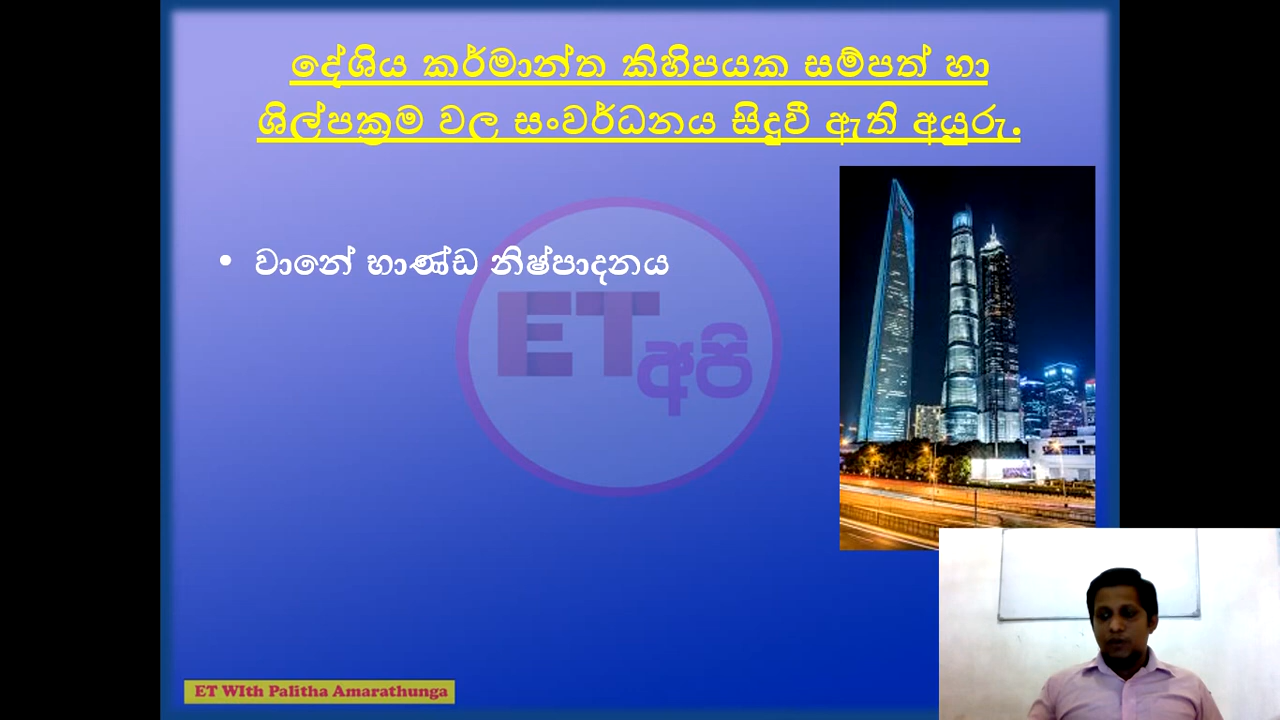 දේශිය කර්මාන්ත කිහිපයක සම්පත් හා
ශිල්පක්‍රම වල සංවර්ධනය සිදුවී ඇති අයුරු.
• වානේ භාණ්ඩ නිෂ්පාදනය
ET අපි
ET WIth Palitha Amarathunga